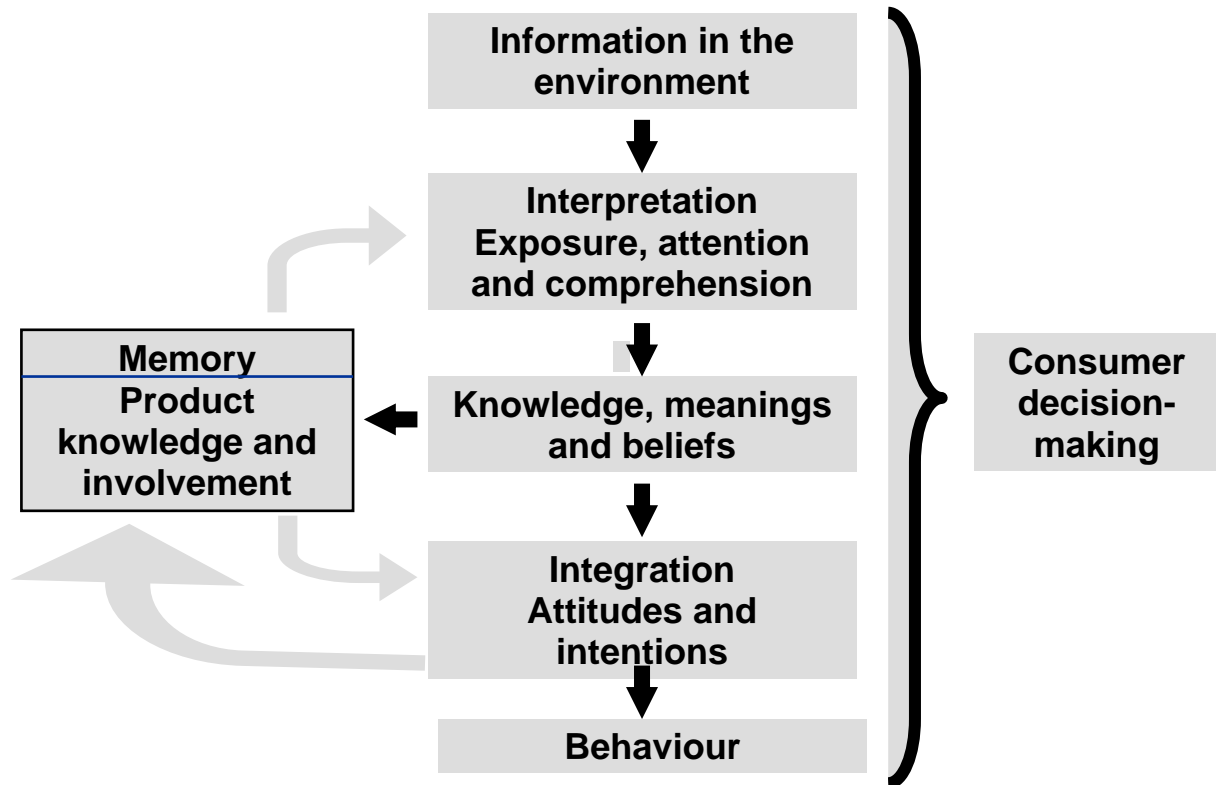 Information in the
environment
Interpretation
Exposure, attention
and comprehension
Memory
Product
knowledge and
involvement
Knowledge, meanings
and beliefs
Integration
Attitudes and
intentions
Behaviour
Consumer
decision-
making